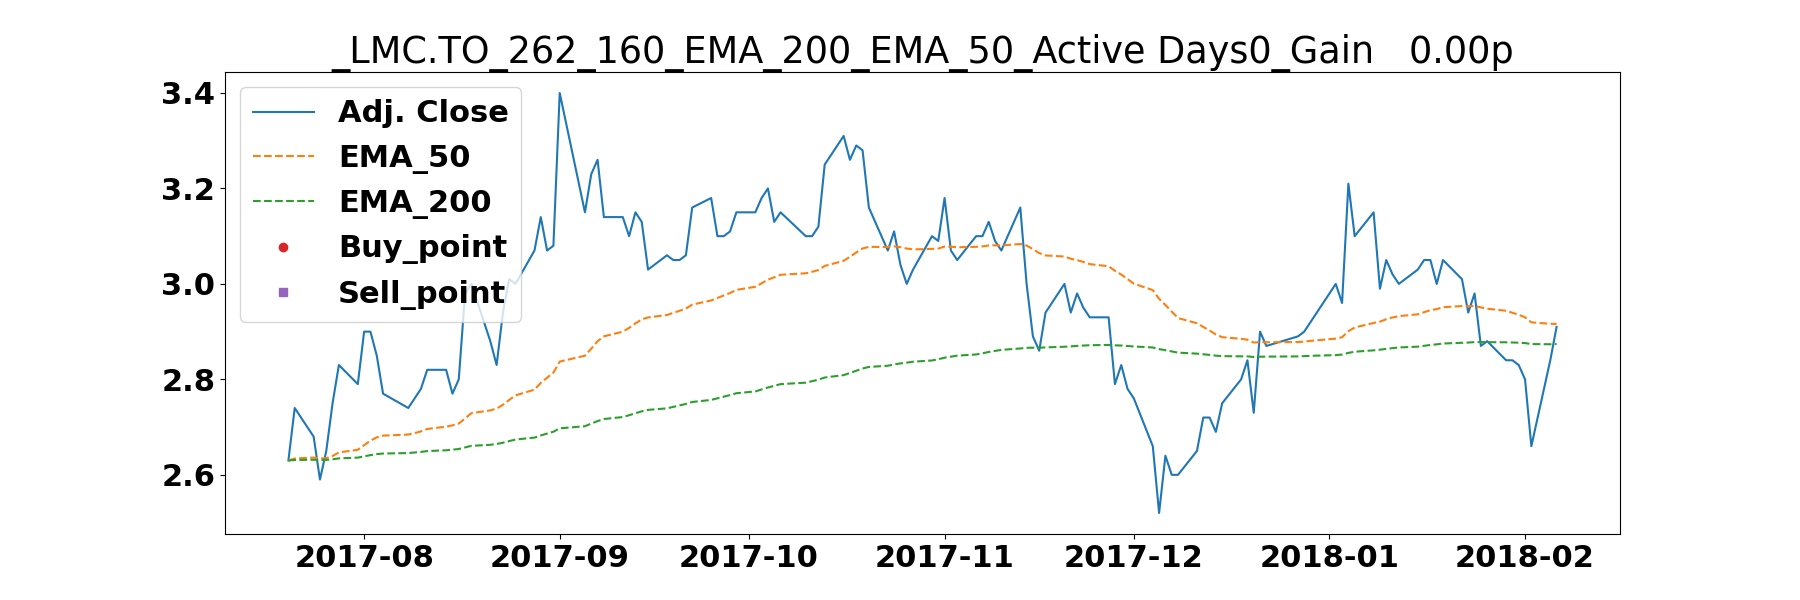 _LMC.TO_262_160_EMA_200_EMA_50_Active Days0_Gain   0.00p
3.4
3.2
3.0
2.8
2.6
Adj. Close
EMA_50
EMA_200
Buy_point
Sell_point
2017-08 2017-09 2017-10 2017-11 2017-12 2018-01 2018-02